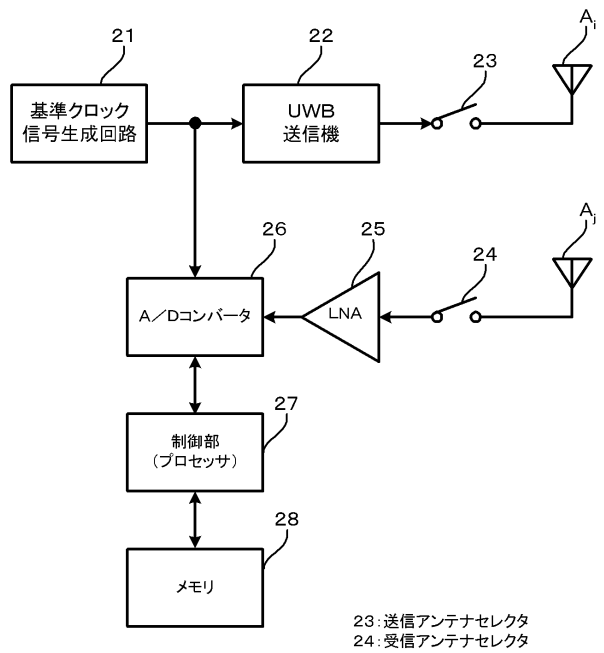 21
22
23
Ai
基準クロック
信号生成回路
UWB
送信機
26
25
24
Aj
A/Dコンバータ
LNA
27
制御部
(プロセッサ)
28
メモリ
23:送信アンテナセレクタ
24:受信アンテナセレクタ